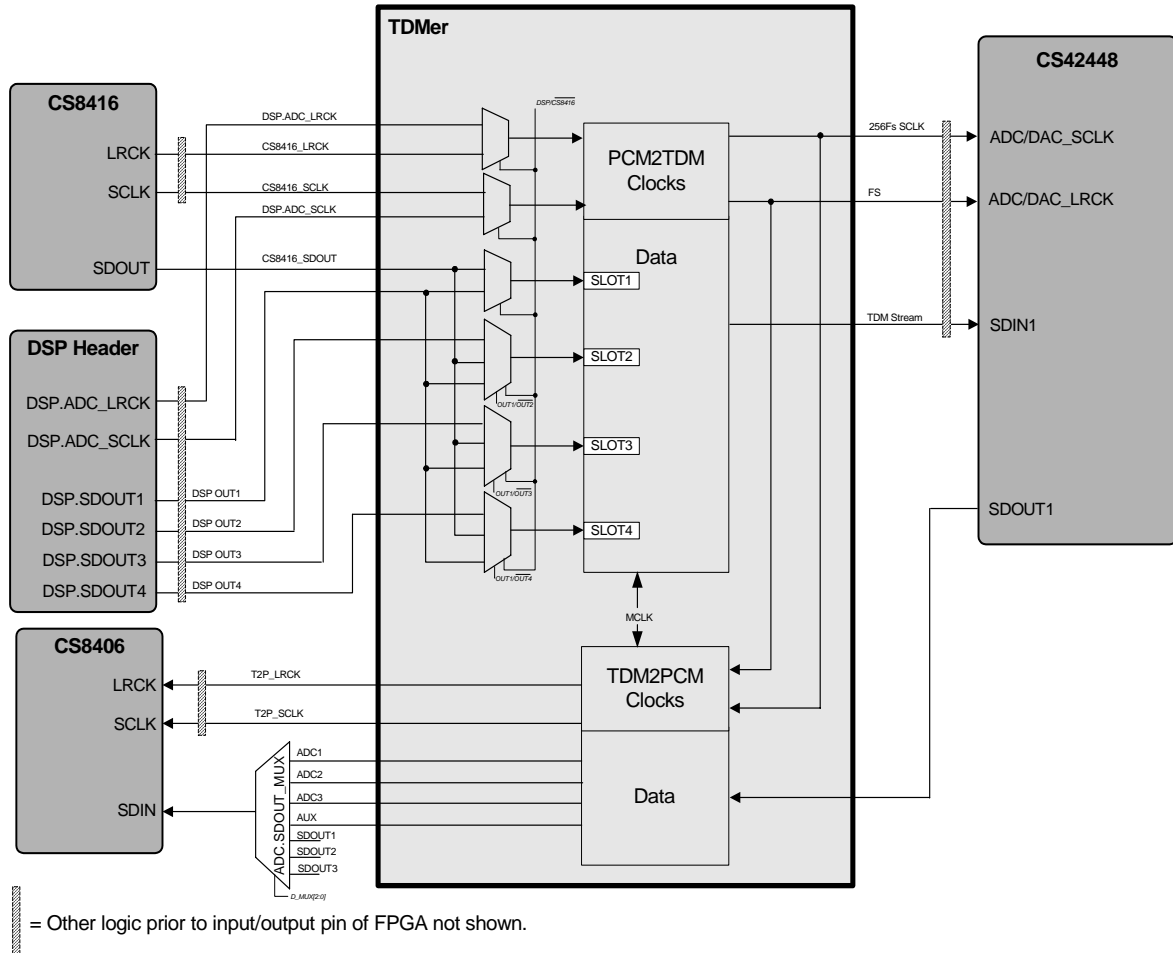 TDMer
CS8416
LRCK
SCLK
SDOUT
DSP Header
DSP.ADC_LRCK
DSP.ADC_SCLK
DSP.SDOUT1
DSP.SDOUT2
DSP.SDOUT3
DSP.SDOUT4
CS8406
LRCK
SCLK
SDIN
DSP.ADC_LRCK
CS8416_LRCK
CS8416_SCLK
DSP.ADC_SCLK
CS8416_SDOUT
DSP OUT1
DSP OUT2
DSP OUT3
DSP OUT4
T2P_LRCK
T2P_SCLK
ADC.SDOUT_MUX
ADC1
ADC2
ADC3
AUX
SDOUT1
SDOUT2
SDOUT3
D_MUX[2:0]
DSP/CS8416
OUT1/OUT2
OUT1/OUT3
OUT1/OUT4
PCM2TDM
Clocks
Data
SLOT1
SLOT2
SLOT3
SLOT4
MCLK
TDM2PCM
Clocks
Data
256Fs SCLK
FS
TDM Stream
CS42448
ADC/DAC_SCLK
ADC/DAC_LRCK
SDIN1
SDOUT1
= Other logic prior to input/output pin of FPGA not shown.